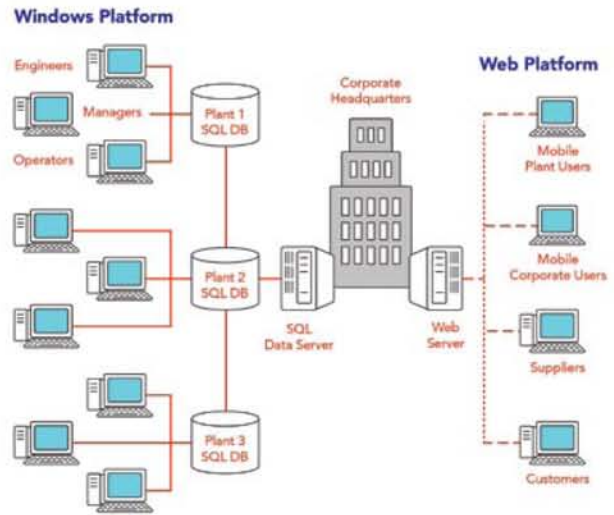 Windows Platform
Engineers
Managers
Operators
Plant 1
SQL DB
Corporate
Headquarters
Web Platform
Mobile
Plant Users
Plant 2
SQL DB
SQL
Data Server
Web
Server
Mobile
Corporate Users
Suppliers
Plant 3
SQL DB
Customers